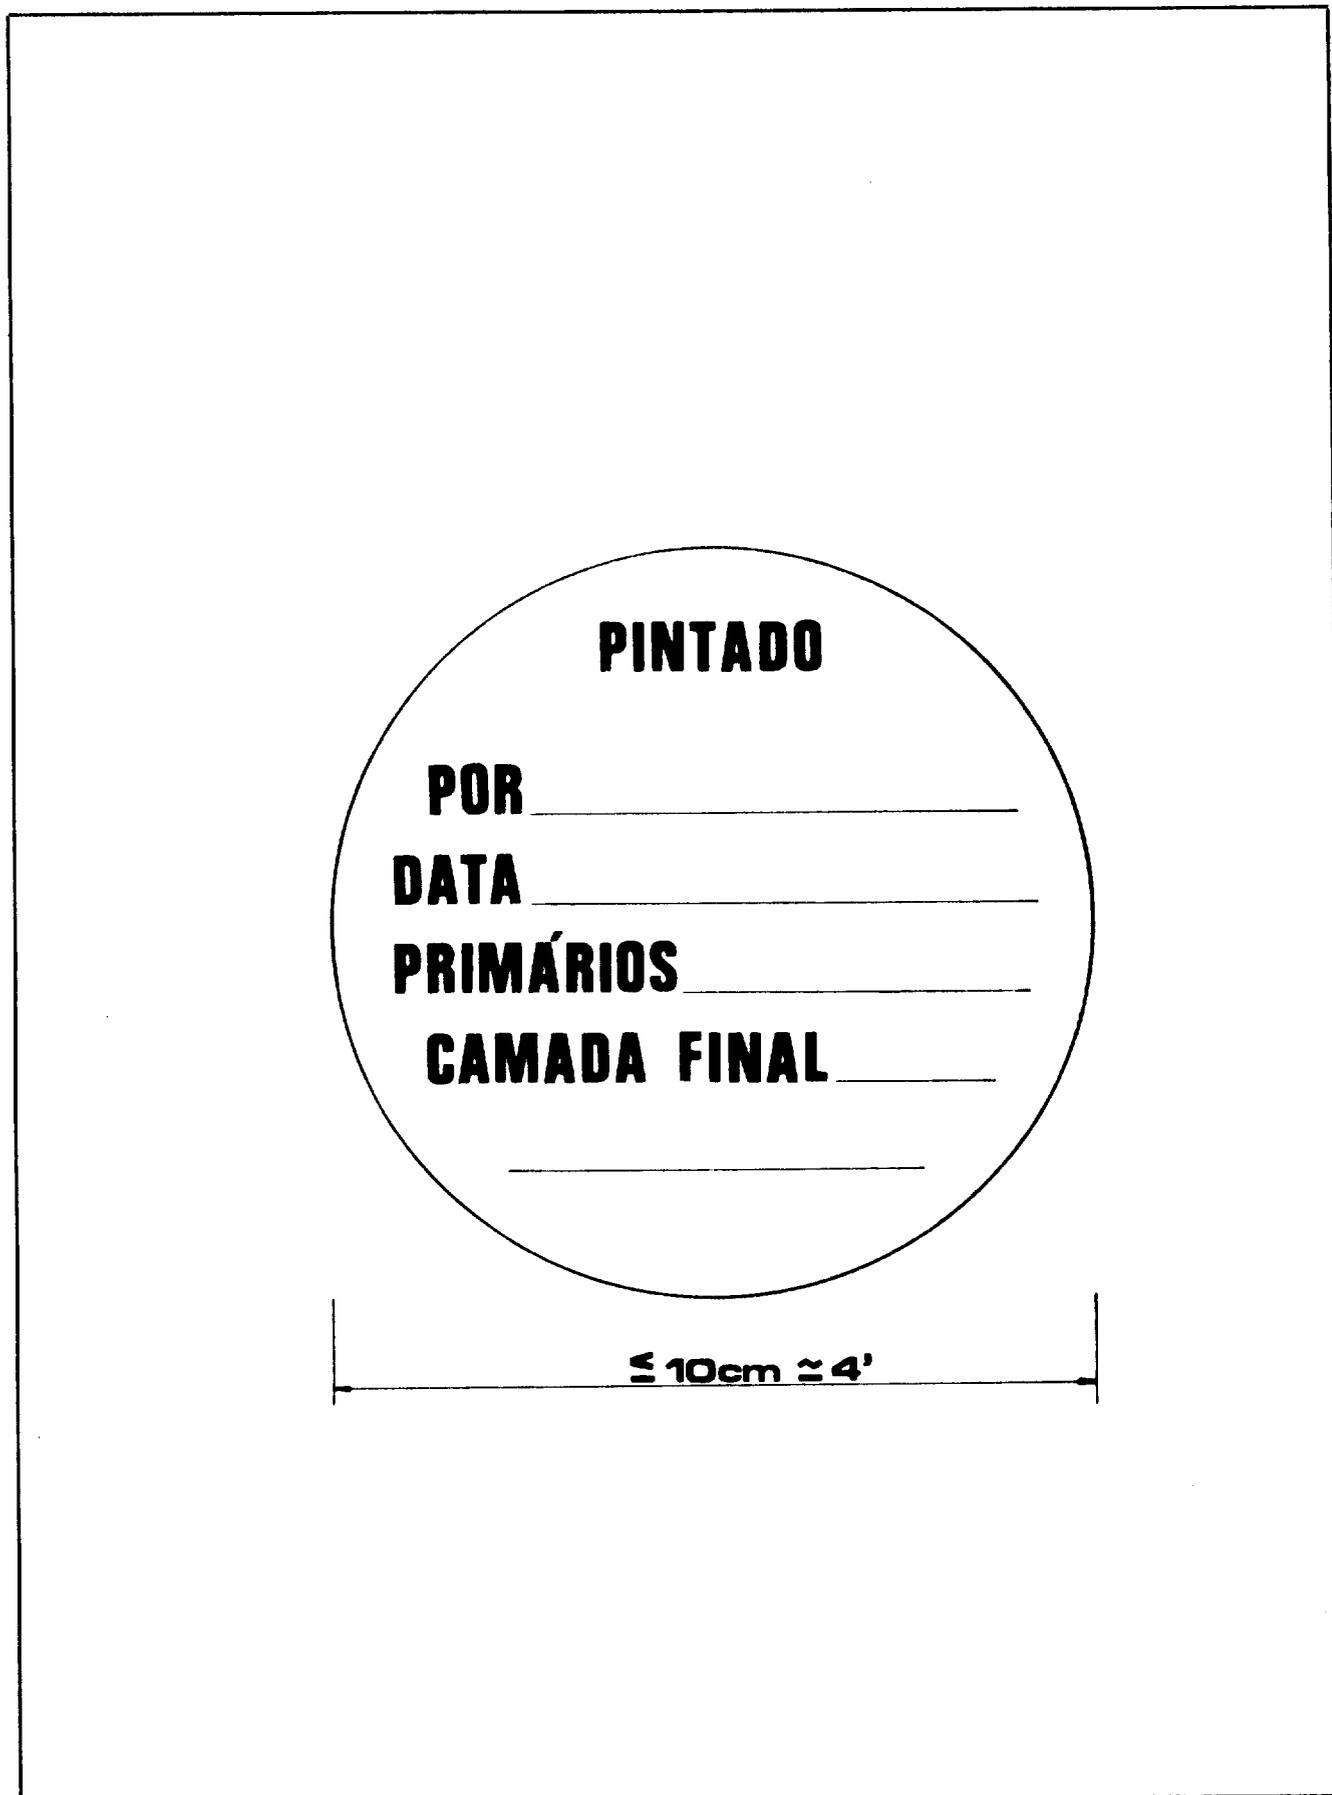 PINTADO
POR
DATA
PRIMÁRIOS
CAMADA FINAL
≤ 10cm ≃ 4'